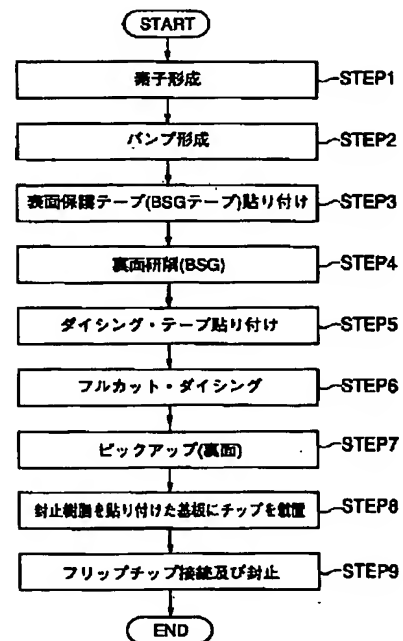 START
素子形成 STEP1
バンプ形成 STEP2
表面保護テープ(BSGテープ)貼り付け STEP3
裏面研削(BSG) STEP4
ダイシング・テープ貼り付け STEP5
フルカット・ダイシング STEP6
ピックアップ(裏面) STEP7
封止樹脂を貼り付けた基板にチップを載置 STEP8
フリップチップ接続及び封止 STEP9
END